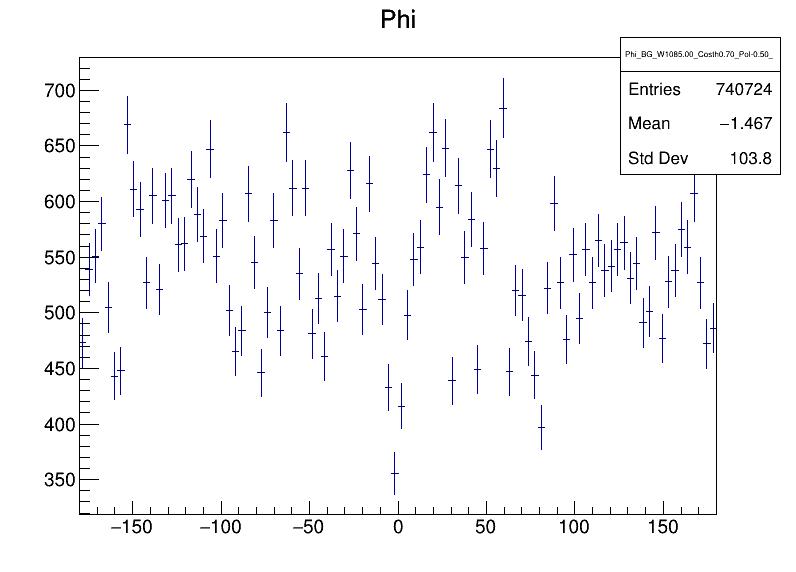 Phi
Phi_BG_W1085.00_Costh0.70_Pol-0.50_
Entries 740724
Mean −1.467
Std Dev 103.8
700
650
600
550
500
450
400
350
−150 −100 −50 0 50 100 150